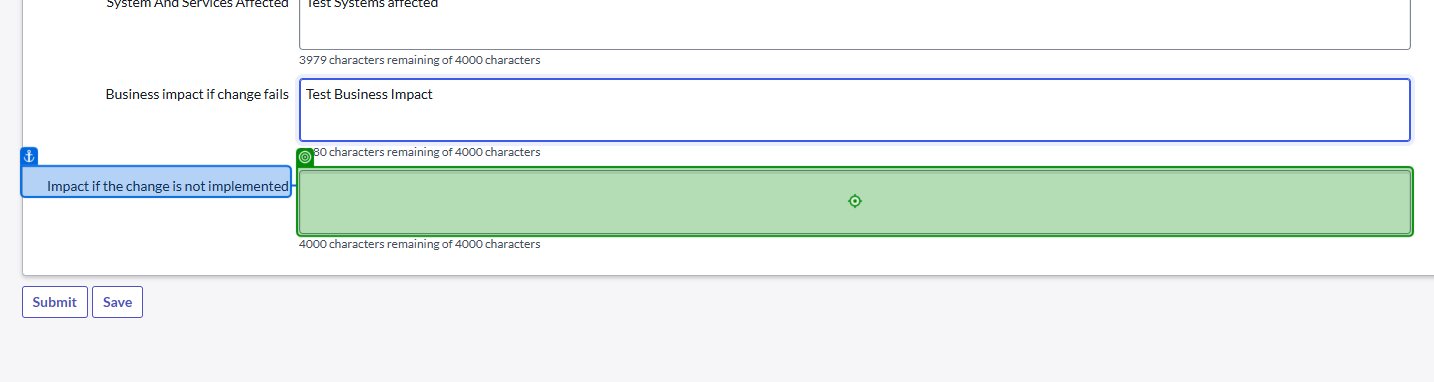 System And Services Affected
Test Systems affected
3979 characters remaining of 4000 characters
Business impact if change fails
Test Business Impact
80 characters remaining of 4000 characters
Impact if the change is not implemented
4000 characters remaining of 4000 characters
Submit
Save